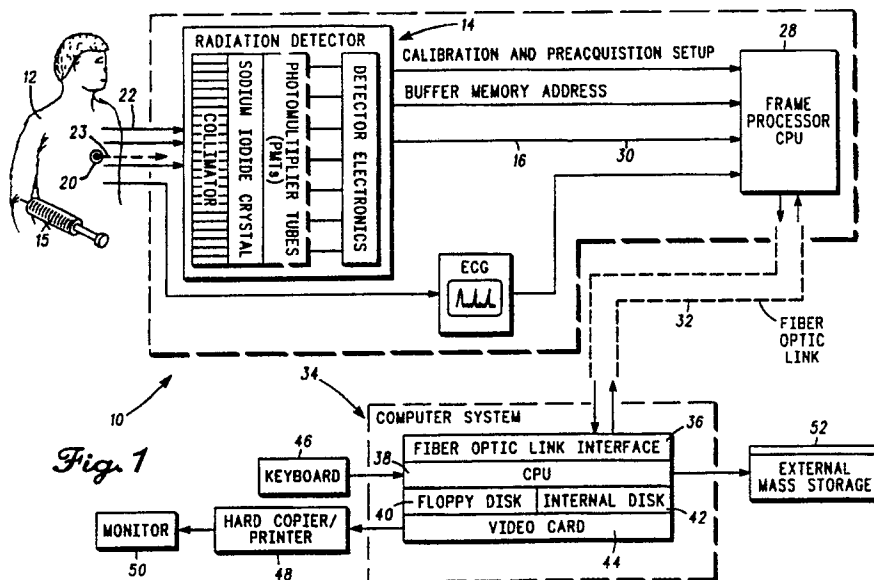 14
RADIATION DETECTOR
COLLIMATOR
SODIUM IODIDE CRYSTAL
PHOTOMULTIPLIER TUBES
(PMTs)
DETECTOR ELECTRONICS
CALIBRATION AND PREACQUISTION SETUP
BUFFER MEMORY ADDRESS
16
30
28
FRAME
PROCESSOR
CPU
12
22
23
20
15
ECG
32
FIBER
OPTIC
LINK
10
34
Fig. 1
COMPUTER SYSTEM
36
FIBER OPTIC LINK INTERFACE
38
CPU
40
FLOPPY DISK
INTERNAL DISK
42
VIDEO CARD
44
46
KEYBOARD
52
EXTERNAL
MASS STORAGE
MONITOR
50
HARD COPIER/
PRINTER
48